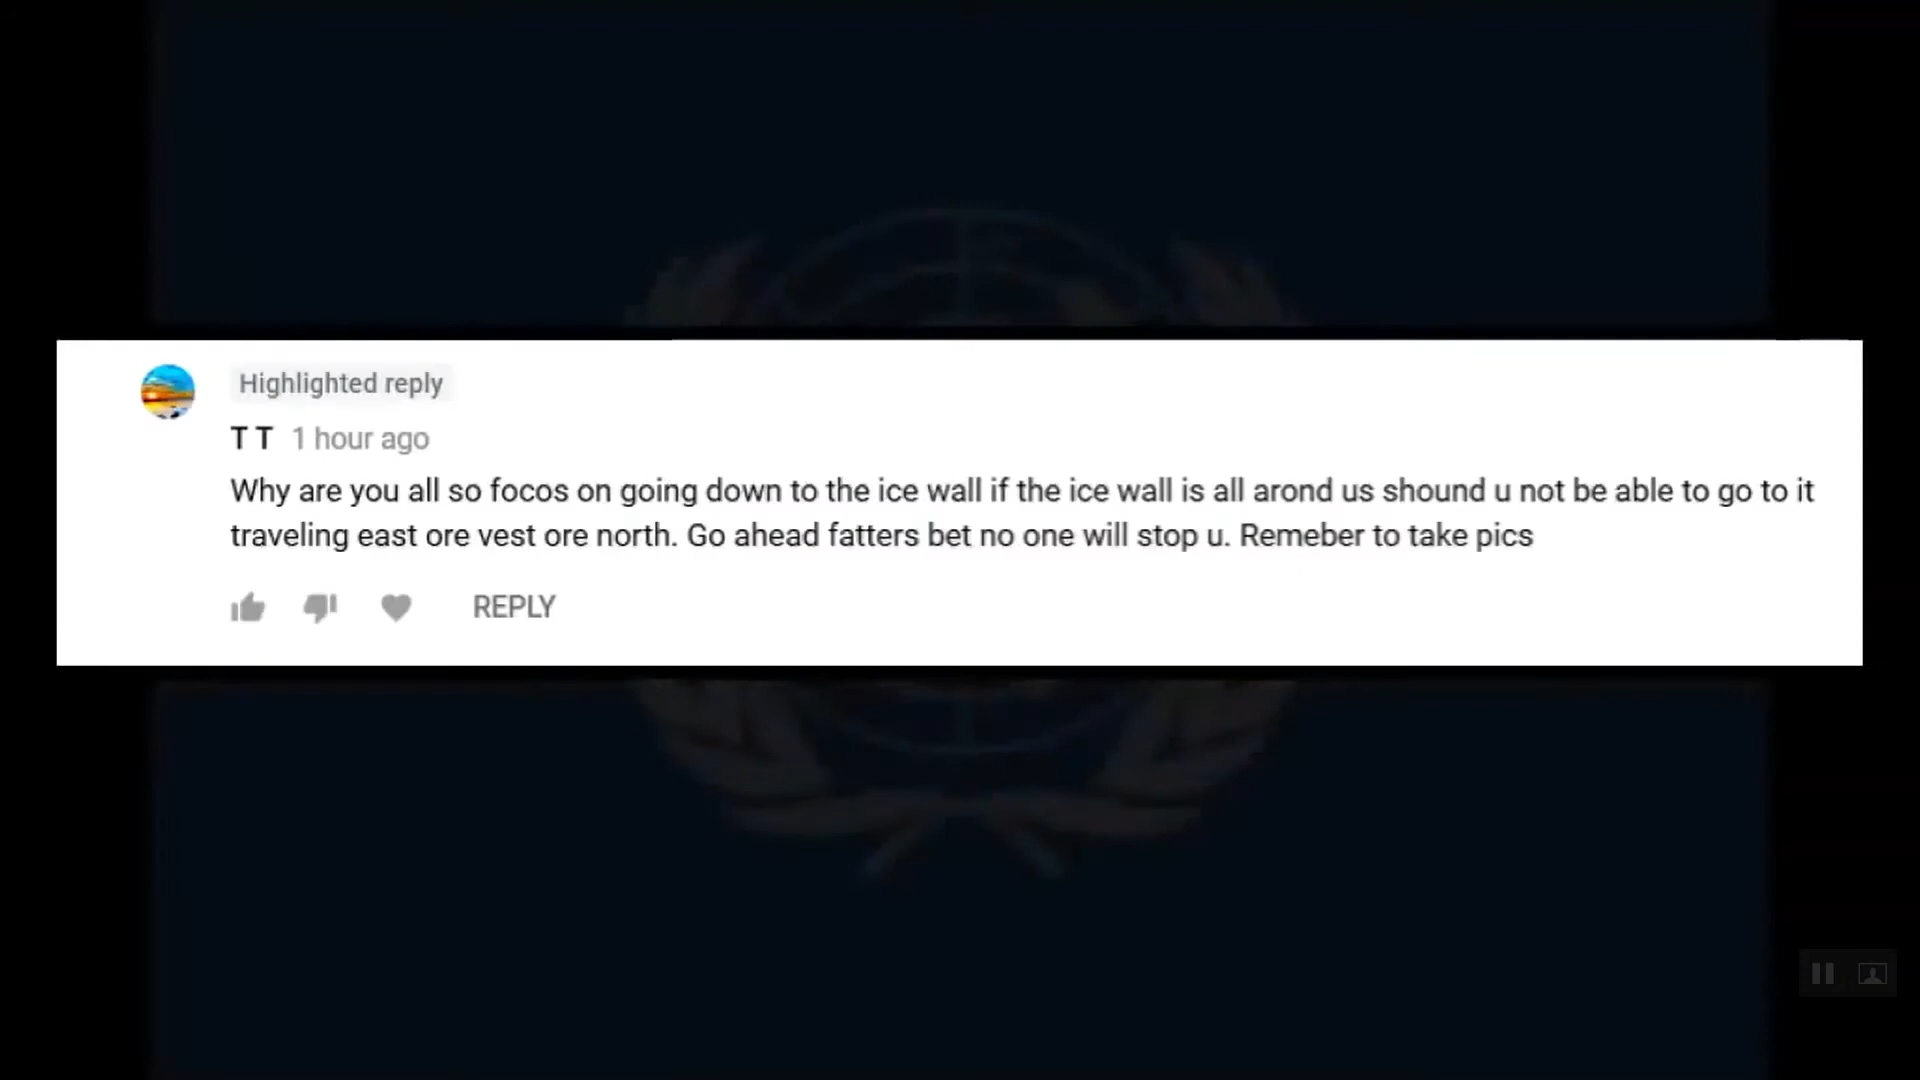 Highlighted reply
T T 1 hour ago
Why are you all so focos on going down to the ice wall if the ice wall is all arond us shound u not be able to go to it
traveling east ore vest ore north. Go ahead fatters bet no one will stop u. Remeber to take pics
REPLY